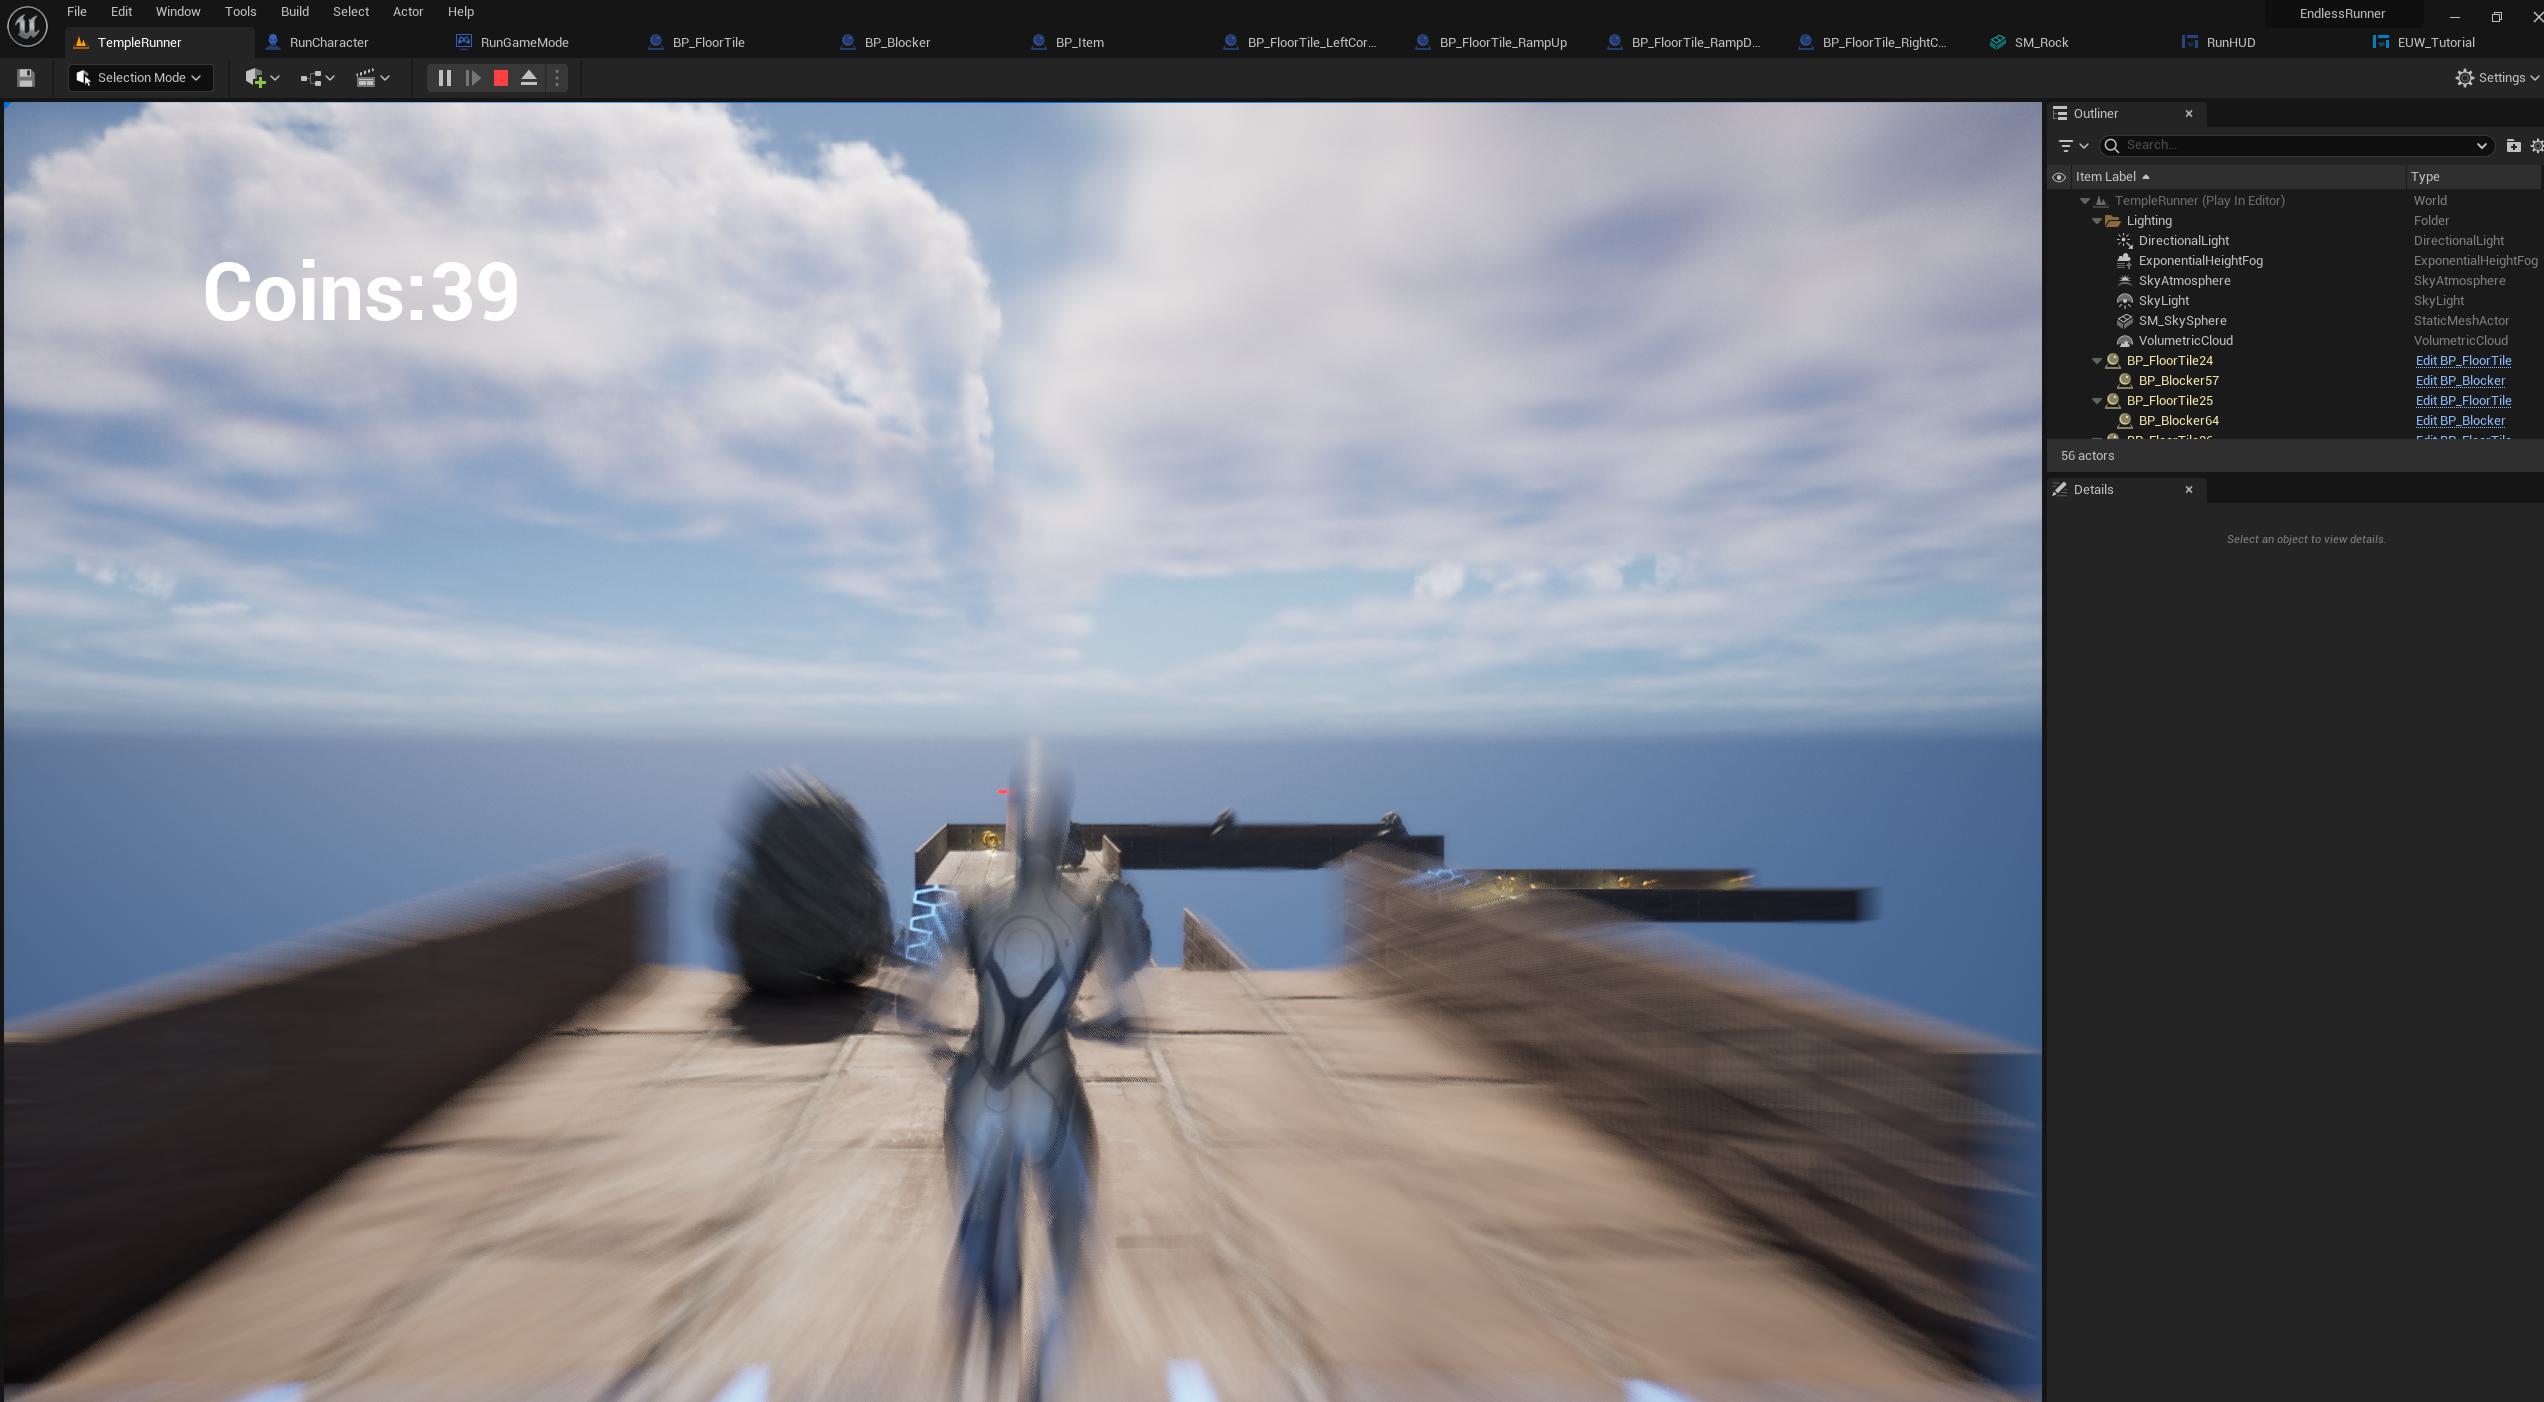 File Edit Window Tools Build Select Actor Help
EndlessRunner
TempleRunner RunCharacter RunGameMode BP_FloorTile BP_Blocker BP_Item BP_FloorTile_LeftCor... BP_FloorTile_RampUp BP_FloorTile_RampD... BP_FloorTile_RightC... SM_Rock RunHUD EUW_Tutorial
Selection Mode
Settings
Coins:39
Outliner
Search...
Item Label Type
TempleRunner (Play In Editor) World
Lighting Folder
DirectionalLight DirectionalLight
ExponentialHeightFog ExponentialHeightFog
SkyAtmosphere SkyAtmosphere
SkyLight SkyLight
SM_SkySphere StaticMeshActor
VolumetricCloud VolumetricCloud
BP_FloorTile24 Edit BP_FloorTile
BP_Blocker57 Edit BP_Blocker
BP_FloorTile25 Edit BP_FloorTile
BP_Blocker64 Edit BP_Blocker
56 actors
Details
Select an object to view details.